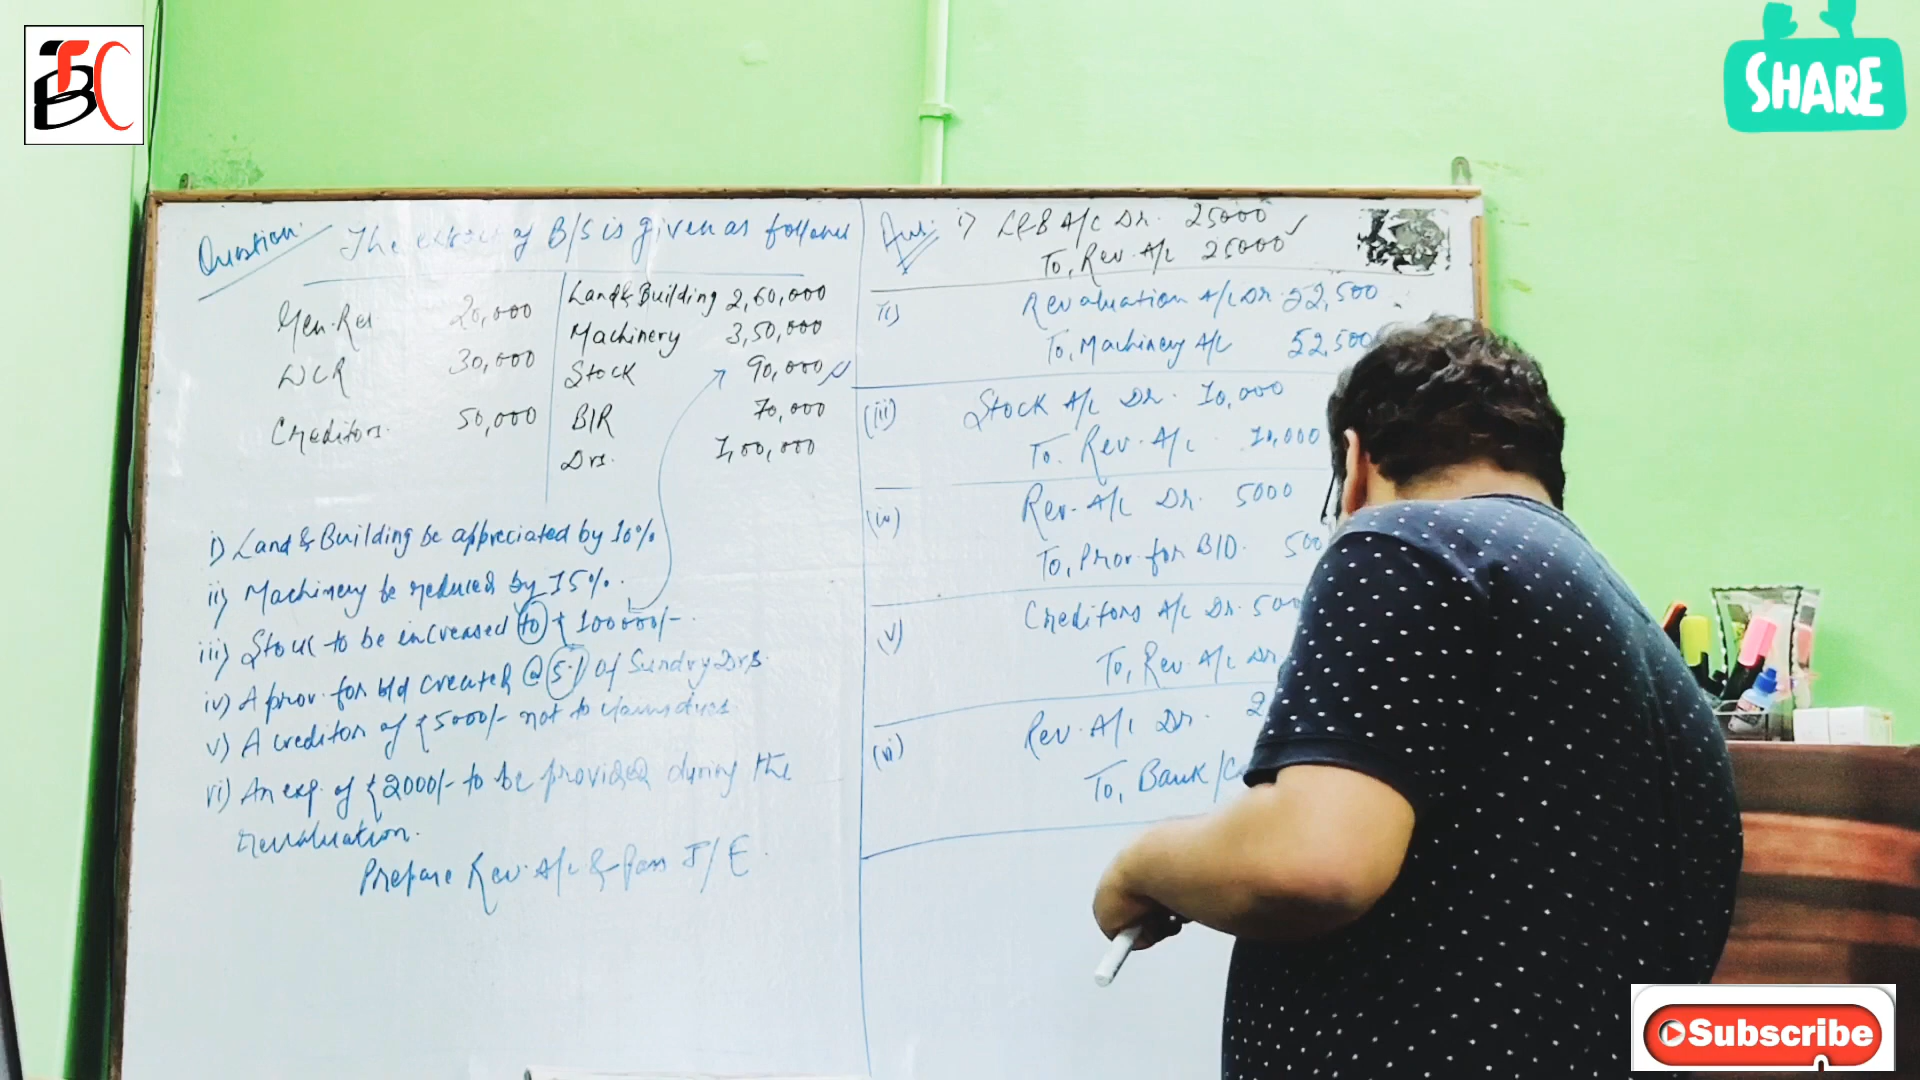 TBC
SHARE
Question: The extract of B/S is given as follows
Gen. Res. 20,000 Land & Building 2,60,000
Machinery 3,50,000
WCR 30,000 Stock 90,000
Creditors. 50,000 B/R 70,000
Drs. 1,00,000
i) Land & Building be appreciated by 10%
ii) Machinery be reduced by 15%.
iii) Stock to be increased to ₹ 100000/-
iv) A prov. for b/d created @ 5% of Sundry Drs.
v) A creditor of ₹5000/- not to claim dues
vi) An exp. of ₹2000/- to be provided during the
revaluation.
Prepare Rev. A/c & Pass J/E.
Ans: i) L&B A/c Dr. 25000
To, Rev. A/c 25000
ii) Revaluation A/c Dr. 52,500
To, Machinery A/c 52,500
(iii) Stock A/c Dr. 10,000
To. Rev. A/c. 10,000
(iv) Rev. A/c Dr. 5000
To, Prov. for B/D. 500
(v) Creditors A/c Dr. 500
To, Rev. A/c Dr.
(vi) Rev. A/c Dr. 2
To, Bank/C
Subscribe